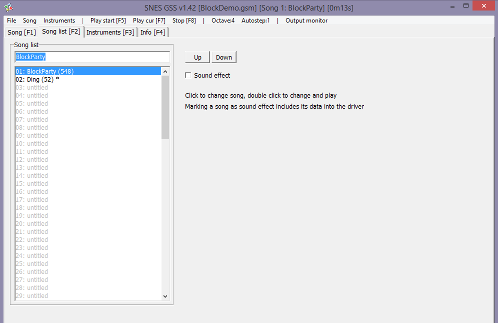 SNES GSS v1.42 [BlockDemo.gsm] [Song 1: BlockParty] [0m13s]
File Song Instruments | Play start [F5] Play cur [F7] Stop [F8] | Octave4 Autostep:1 | Output monitor
Song [F1] Song list [F2] Instruments [F3] Info [F4]
Song list
BlockParty
Up Down
01: BlockParty (548)
Sound effect
02: Ding (52) *
03: untitled
04: untitled
Click to change song, double click to change and play
05: untitled
Marking a song as sound effect includes its data into the driver
06: untitled
07: untitled
08: untitled
09: untitled
10: untitled
11: untitled
12: untitled
13: untitled
14: untitled
15: untitled
16: untitled
17: untitled
18: untitled
19: untitled
20: untitled
21: untitled
22: untitled
23: untitled
24: untitled
25: untitled
26: untitled
27: untitled
28: untitled
29: untitled